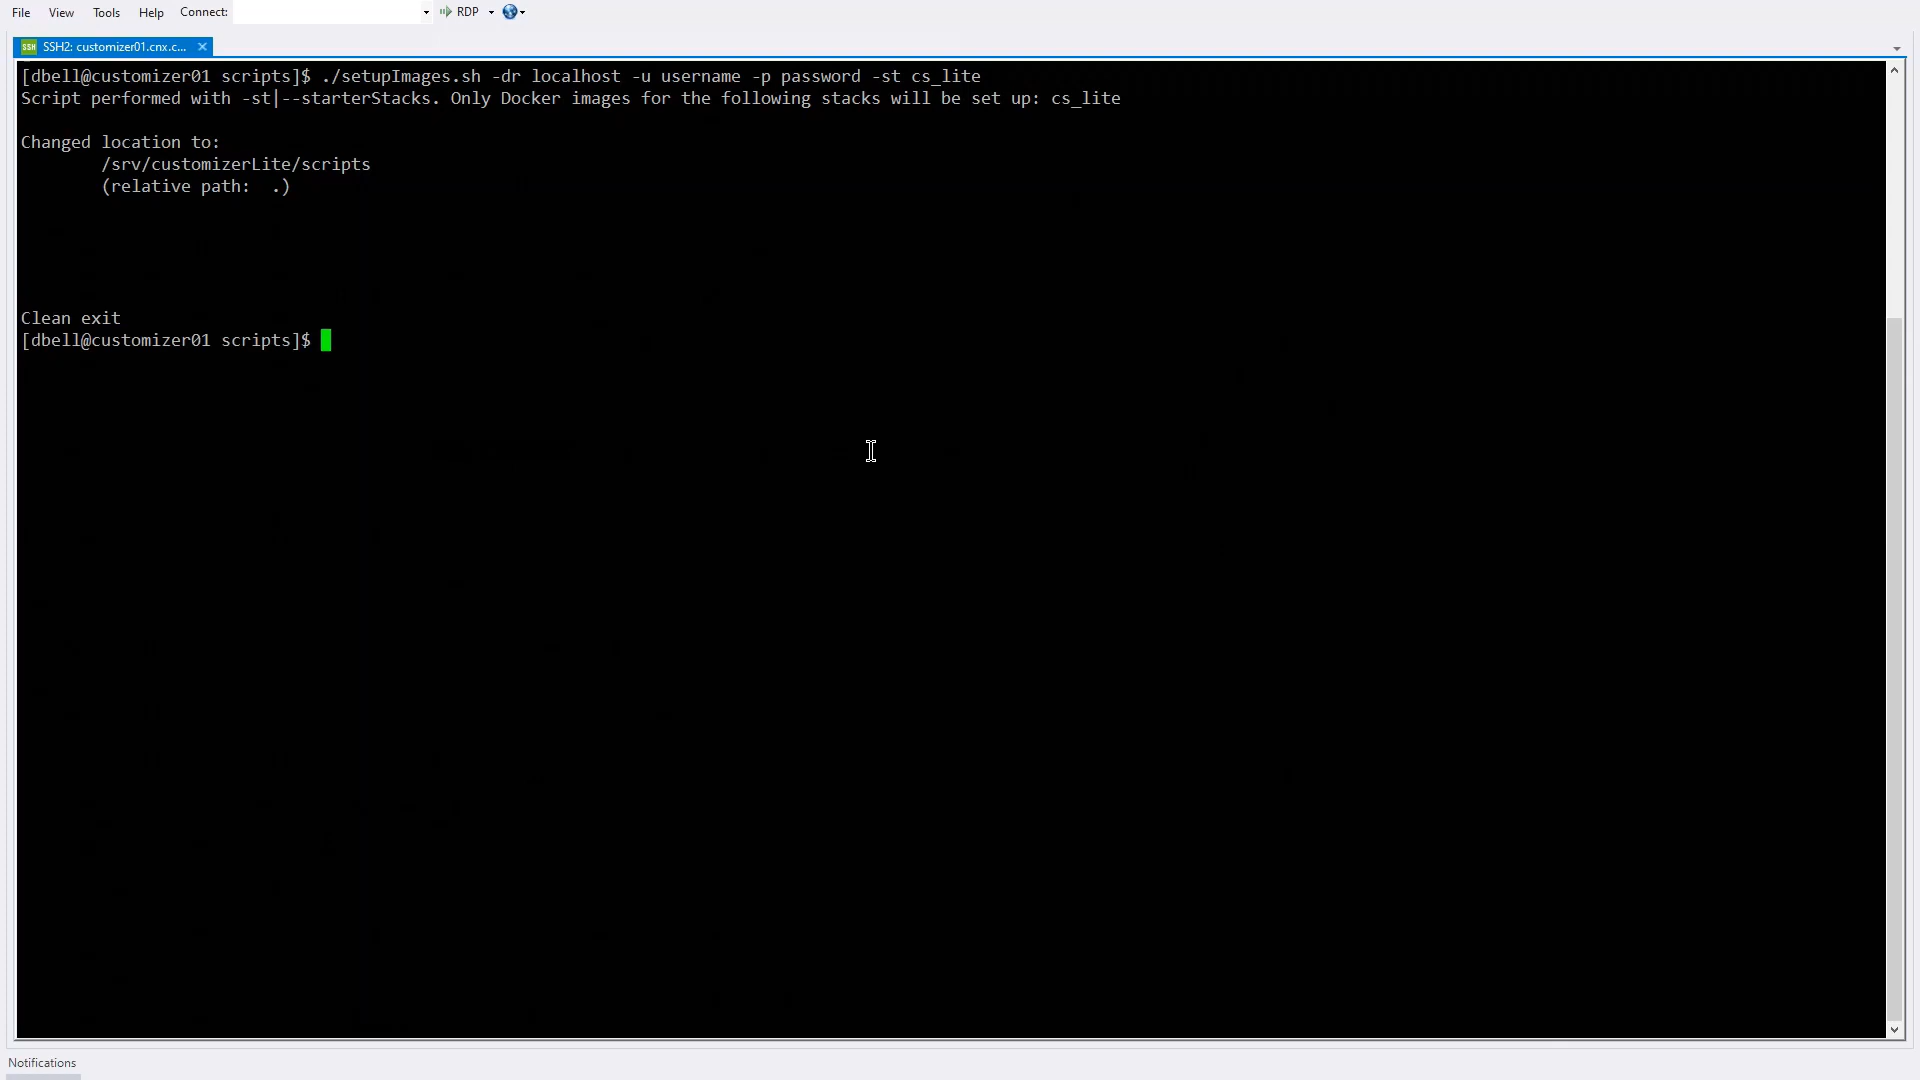 File View Tools Help Connect: RDP
SSH SSH2: customizer01.cnx.c...
[dbell@customizer01 scripts]$ ./setupImages.sh -dr localhost -u username -p password -st cs_lite
Script performed with -st|--starterStacks. Only Docker images for the following stacks will be set up: cs_lite
Changed location to:
/srv/customizerLite/scripts
(relative path:  .)
Clean exit
[dbell@customizer01 scripts]$
Notifications